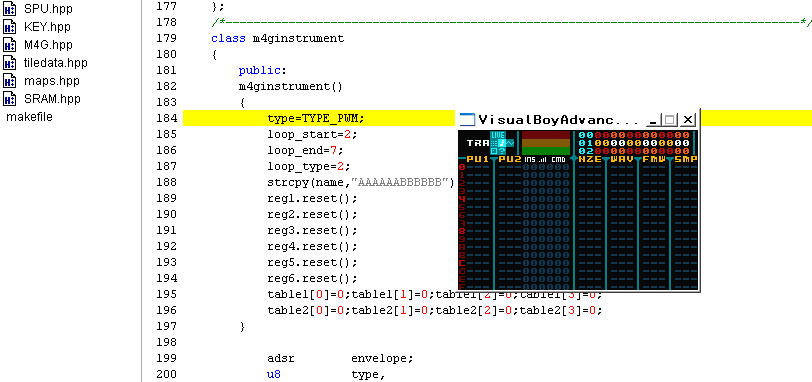 SPU.hpp
KEY.hpp
M4G.hpp
tiledata.hpp
maps.hpp
SRAM.hpp
makefile
177 };
178 /*----------------------------------------------------------------------------------*/
179 class m4ginstrument
180 {
181 public:
182 m4ginstrument()
183 {
184 type=TYPE_PWM;
185 loop_start=2;
186 loop_end=7;
187 loop_type=2;
188 strcpy(name,"AAAAAABBBBBB")
189 reg1.reset();
190 reg2.reset();
191 reg3.reset();
192 reg4.reset();
193 reg5.reset();
194 reg6.reset();
195 table1[0]=0;table1[1]=0;table1[2]=0;table1[3]=0;
196 table2[0]=0;table2[1]=0;table2[2]=0;table2[3]=0;
197 }
198
199 adsr envelope;
200 u8 type,
VisualBoyAdvanc...
TRA LIVE
PU1 PU2 INS CMD NZE WAV FMW SMP